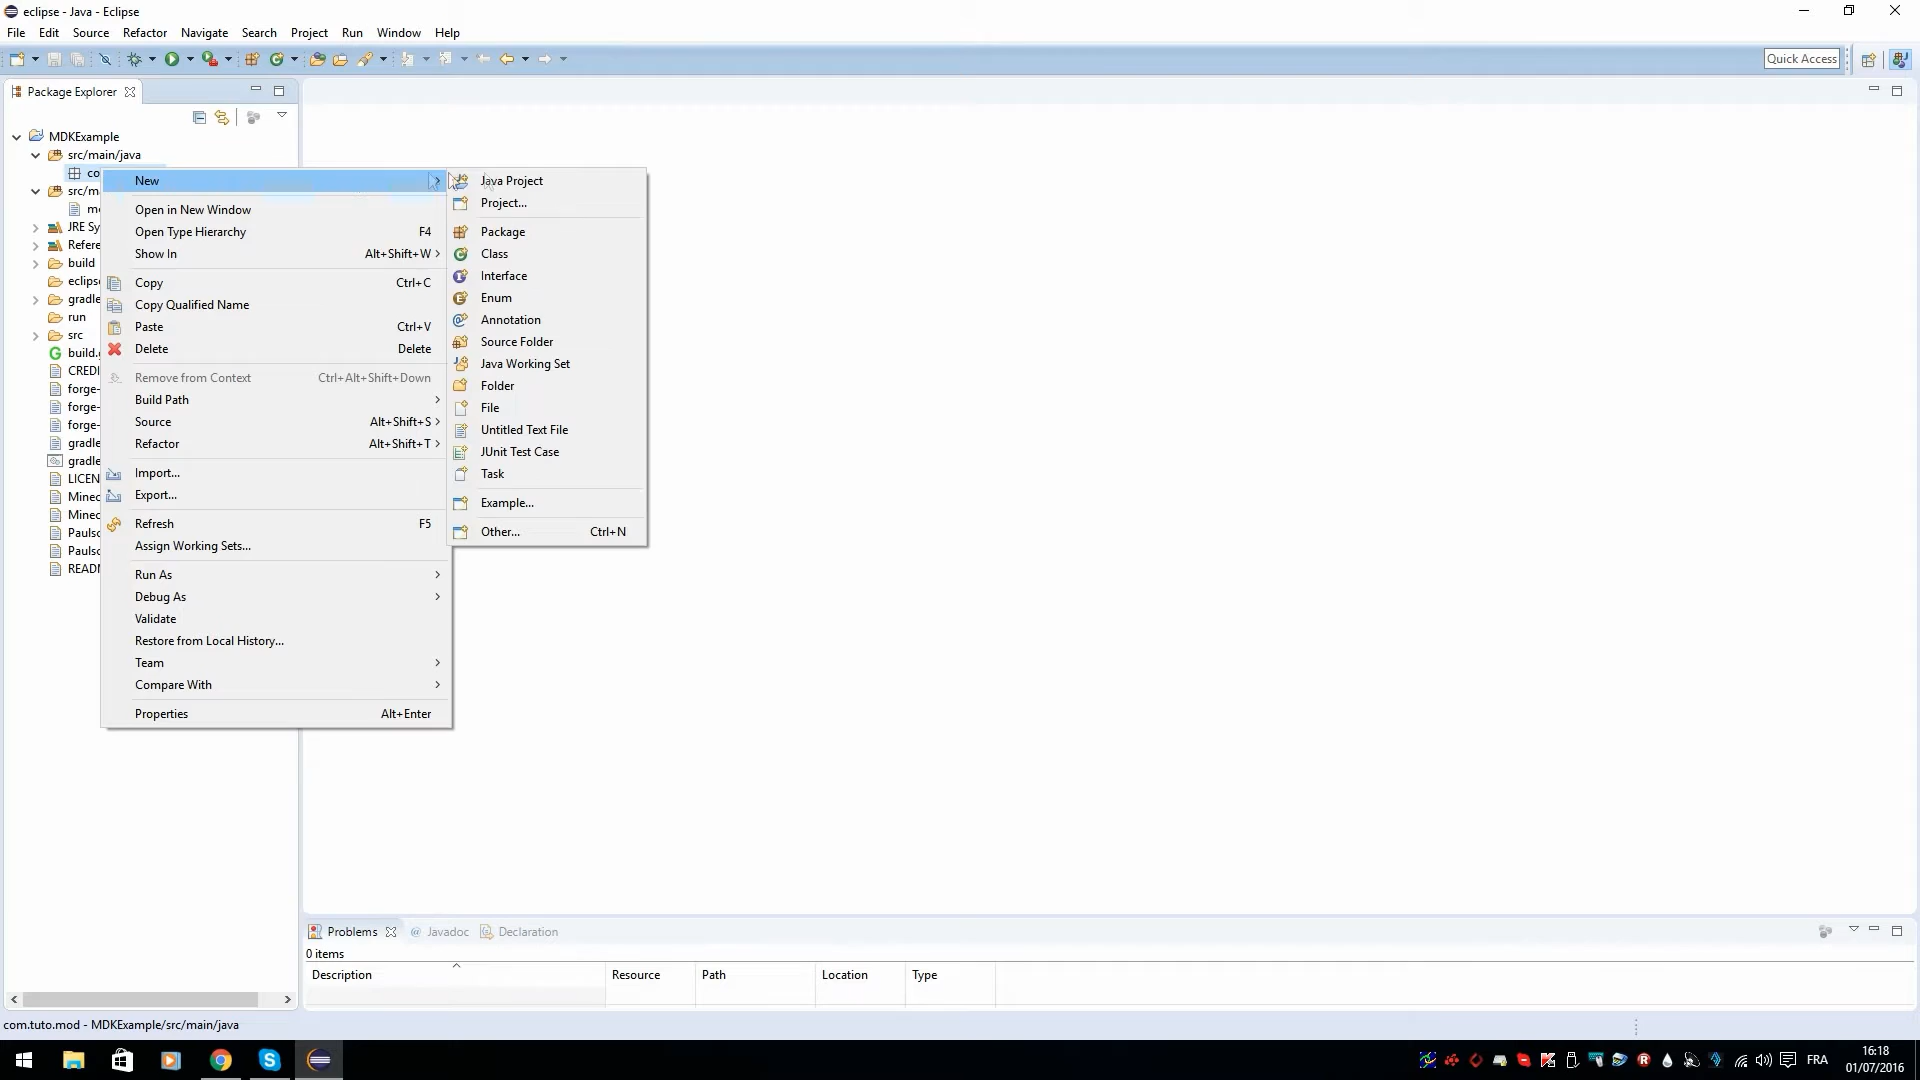 eclipse - Java - Eclipse
File Edit Source Refactor Navigate Search Project Run Window Help
Quick Access
Package Explorer
MDKExample
src/main/java
co
src/m
JRE Sy
Refere
build
eclips
gradle
run
src
build.
CREDI
forge-
forge-
forge-
gradle
gradle
LICEN
Minec
Minec
Paulsc
Paulsc
READ
New
Open in New Window
Open Type Hierarchy F4
Show In Alt+Shift+W
Copy Ctrl+C
Copy Qualified Name
Paste Ctrl+V
Delete Delete
Remove from Context Ctrl+Alt+Shift+Down
Build Path
Source Alt+Shift+S
Refactor Alt+Shift+T
Import...
Export...
Refresh F5
Assign Working Sets...
Run As
Debug As
Validate
Restore from Local History...
Team
Compare With
Properties Alt+Enter
Java Project
Project...
Package
Class
Interface
Enum
Annotation
Source Folder
Java Working Set
Folder
File
Untitled Text File
JUnit Test Case
Task
Example...
Other... Ctrl+N
Problems Javadoc Declaration
0 items
Description Resource Path Location Type
com.tuto.mod - MDKExample/src/main/java
FRA
16:18
01/07/2016